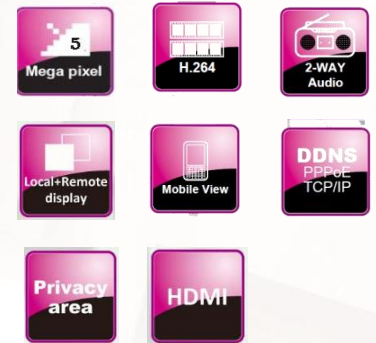 5
Mega pixel
H.264
2-WAY
Audio
Local+Remote
display
Mobile View
DDNS
PPPoE
TCP/IP
Privacy
area
HDMI